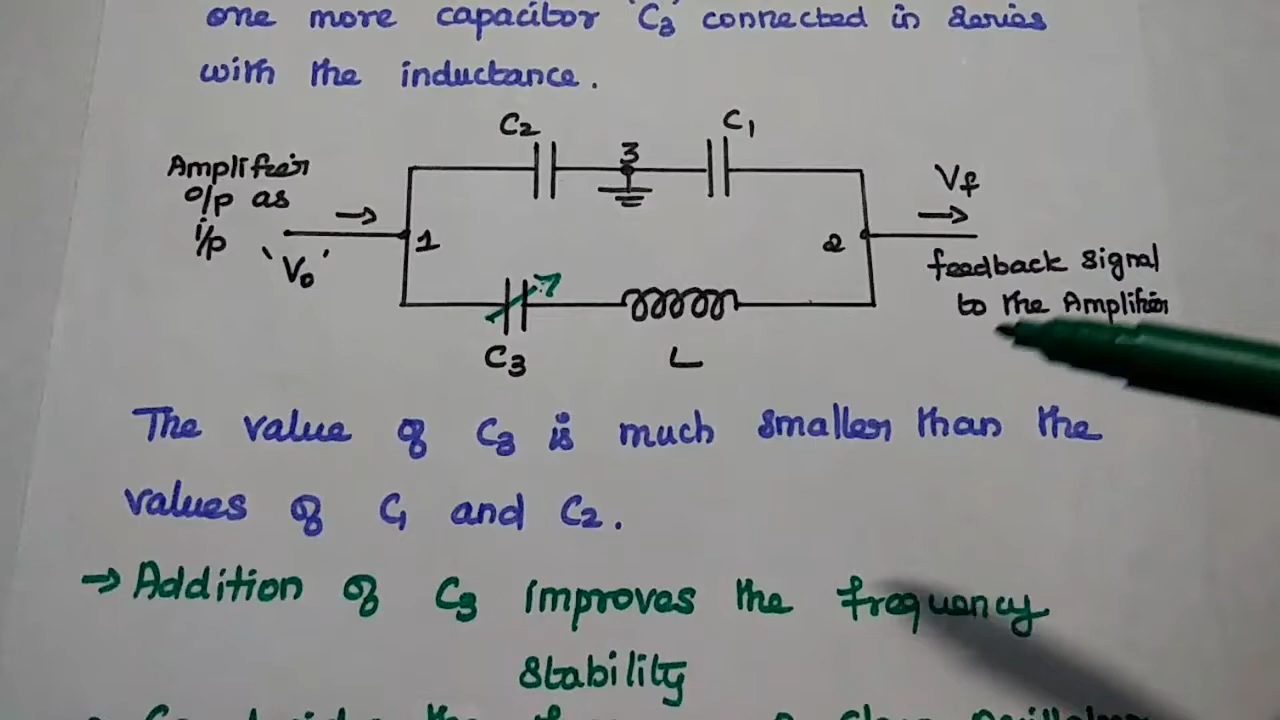 one more capacitor 'C3' connected in series
with the inductance.
C2
C1
3
Amplifier
o/p as
i/p
'Vo'
1
2
Vf
feedback signal
to the Amplifier
C3
L
The value of C3 is much smaller than the
values of C1 and C2.
→ Addition of C3 improves the frequency
stability